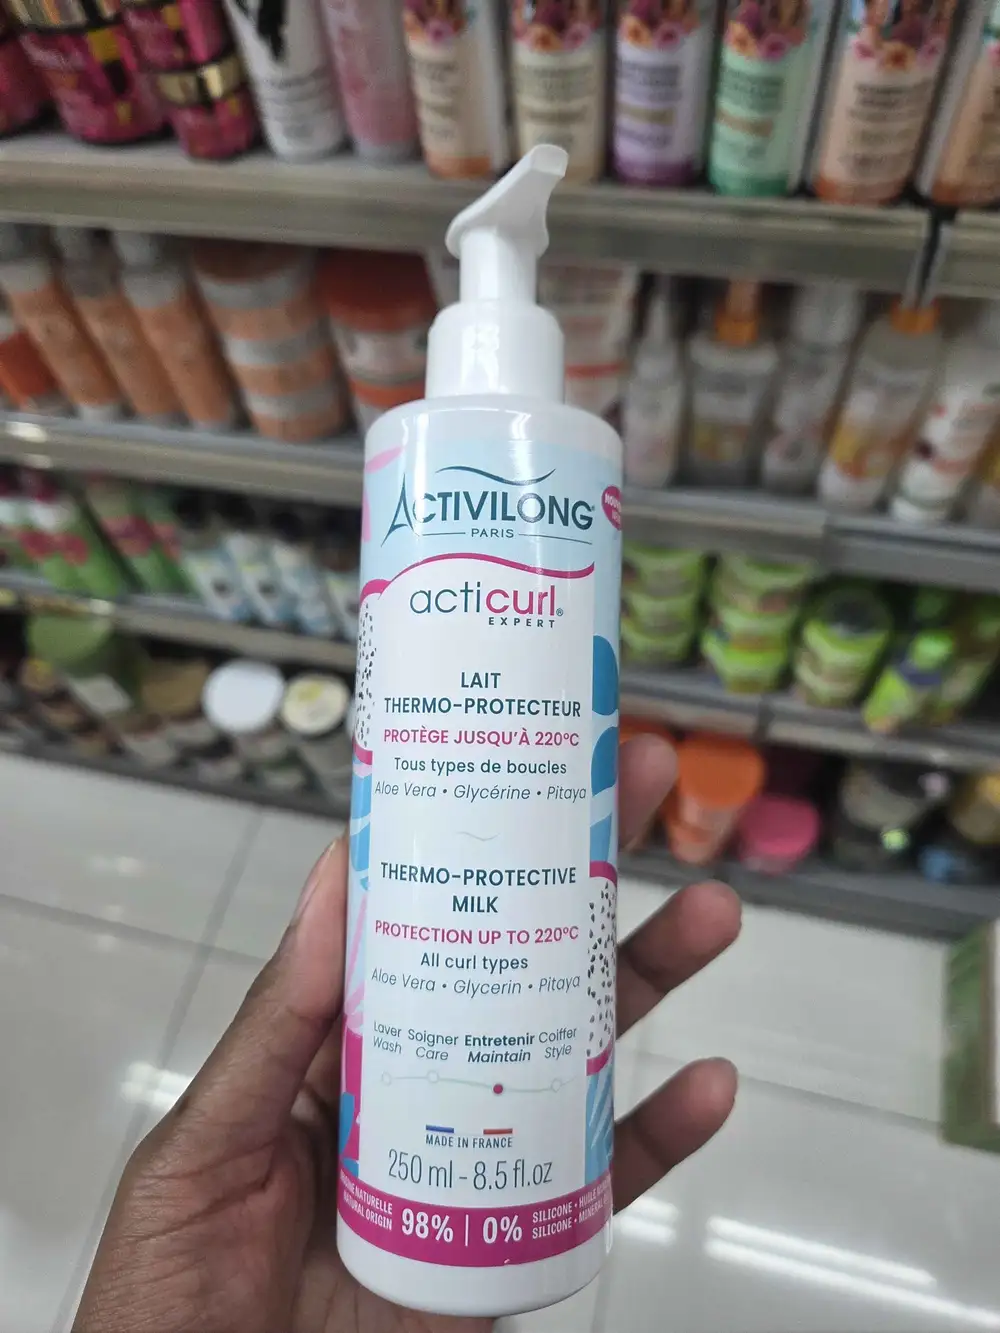 ACTIVILONG®
PARIS
acticurl®
EXPERT
LAIT
THERMO-PROTECTEUR
PROTÈGE JUSQU'À 220°C
Tous types de boucles
Aloe Vera • Glycérine • Pitaya
THERMO-PROTECTIVE
MILK
PROTECTION UP TO 220°C
All curl types
Aloe Vera • Glycerin • Pitaya
Laver Soigner Entretenir Coiffer
Wash Care Maintain Style
MADE IN FRANCE
250 ml - 8.5 fl.oz
NATURELLE
NATURAL ORIGIN
98% | 0%
SILICONE •
SILICONE •